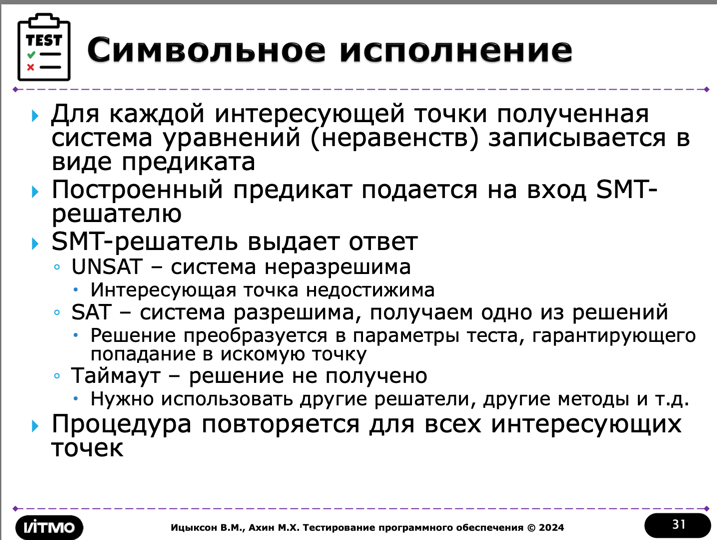 TEST
Символьное исполнение
Для каждой интересующей точки полученная
система уравнений (неравенств) записывается в
виде предиката
Построенный предикат подается на вход SMT-
решателю
SMT-решатель выдает ответ
UNSAT – система неразрешима
Интересующая точка недостижима
SAT – система разрешима, получаем одно из решений
Решение преобразуется в параметры теста, гарантирующего
попадание в искомую точку
Таймаут – решение не получено
Нужно использовать другие решатели, другие методы и т.д.
Процедура повторяется для всех интересующих
точек
ИТМО
Ицыксон В.М., Ахин М.Х. Тестирование программного обеспечения © 2024
31